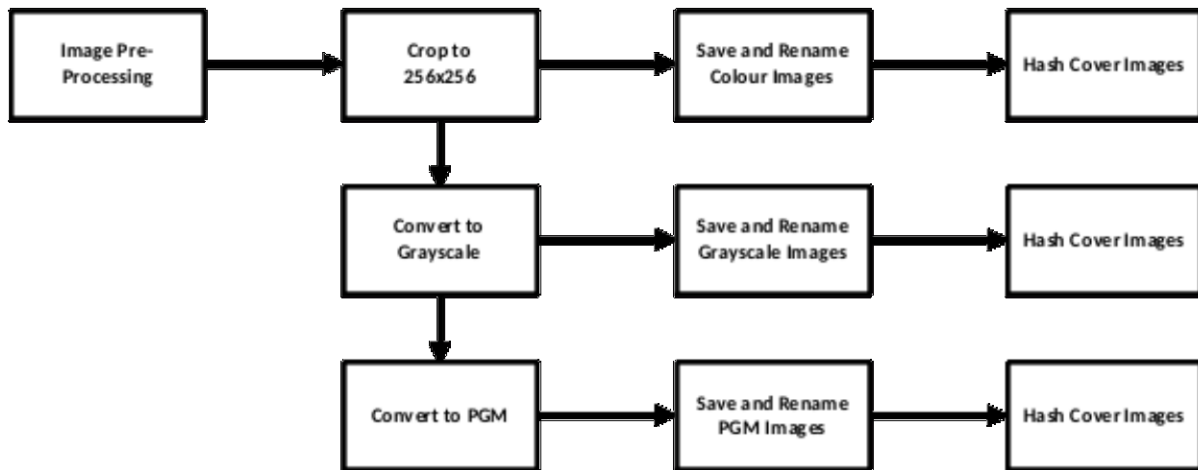 Image Pre-
Processing
Crop to
256x256
Save and Rename
Colour Images
Hash Cover Images
Convert to
Grayscale
Save and Rename
Grayscale Images
Hash Cover Images
Convert to PGM
Save and Rename
PGM Images
Hash Cover Images